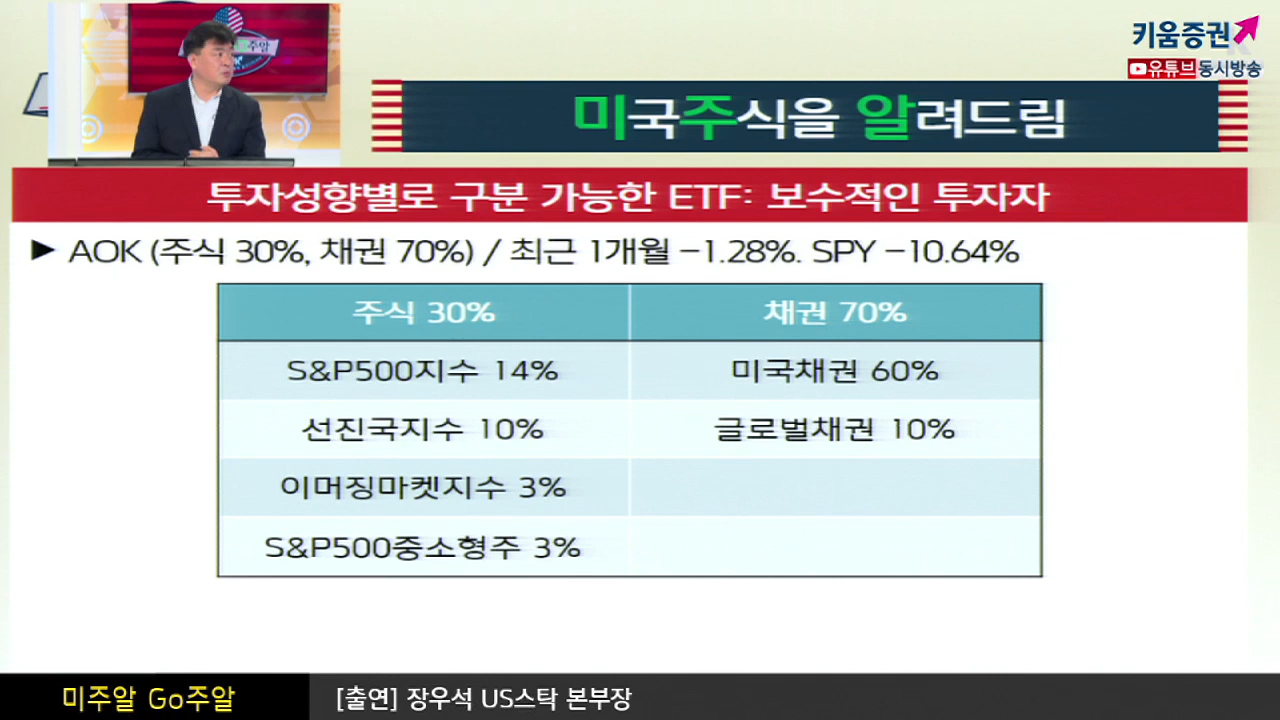 주알
키움증권
유튜브동시방송
미국주식을 알려드림
투자성향별로 구분 가능한 ETF: 보수적인 투자자
▶ AOK (주식 30%, 채권 70%) / 최근 1개월 -1.28%. SPY -10.64%
주식 30% 채권 70%
S&P500지수 14% 미국채권 60%
선진국지수 10% 글로벌채권 10%
이머징마켓지수 3%
S&P500중소형주 3%
미주알 Go주알 [출연] 장우석 US스탁 본부장